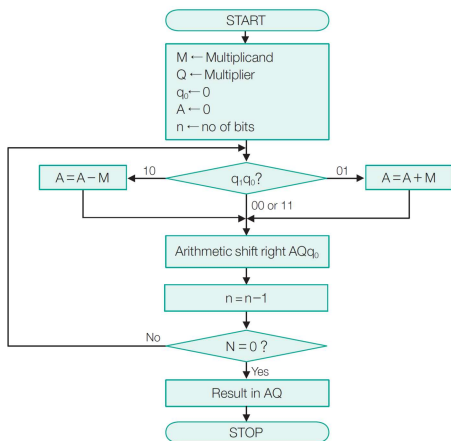 START
M ← Multiplicand
Q ← Multiplier
q₀ ← 0
A ← 0
n ← no of bits
10
q₁q₀?
01
A = A − M
A = A + M
00 or 11
Arithmetic shift right AQq₀
n = n−1
No
N = 0 ?
Yes
Result in AQ
STOP